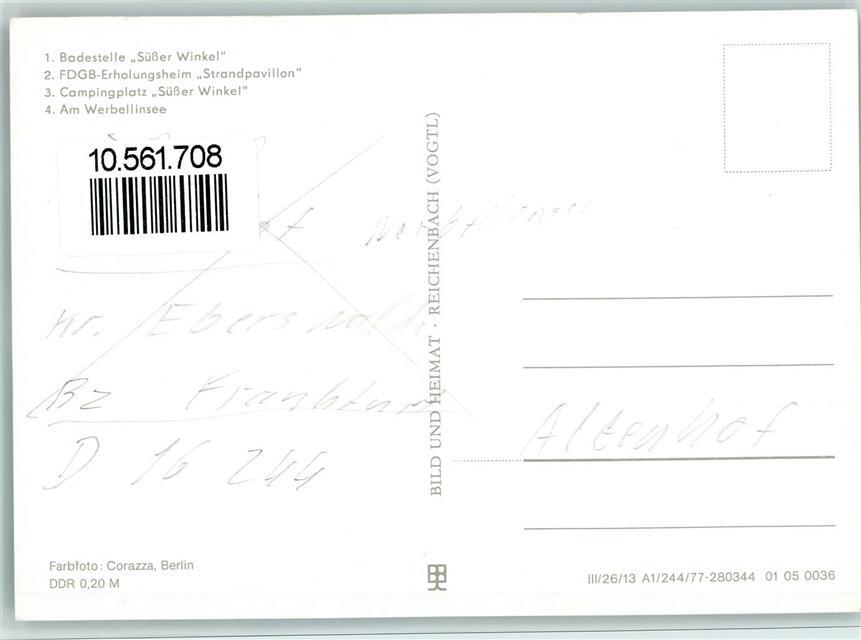 1. Badestelle „Süßer Winkel"
2. FDGB-Erholungsheim „Strandpavillon"
3. Campingplatz „Süßer Winkel"
4. Am Werbellinsee
10.561.708
Kr. Eberswalde
Bz Frankfurt
D 16 244
BILD UND HEIMAT · REICHENBACH (VOGTL)
Altenhof
Farbfoto: Corazza, Berlin
DDR 0,20 M
III/26/13 A1/244/77-280344 01 05 0036